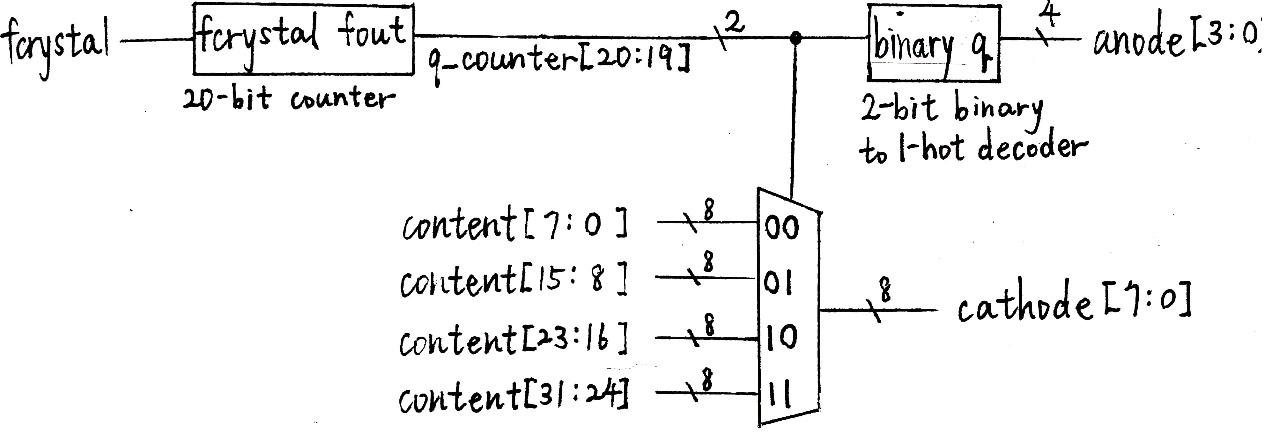 fcrystal
fcrystal fout
20-bit counter
q_counter[20:19]
2
binary q
2-bit binary
to 1-hot decoder
4
anode[3:0]
content[7:0]
8
00
content[15:8]
8
01
content[23:16]
8
10
content[31:24]
8
11
8
cathode[7:0]